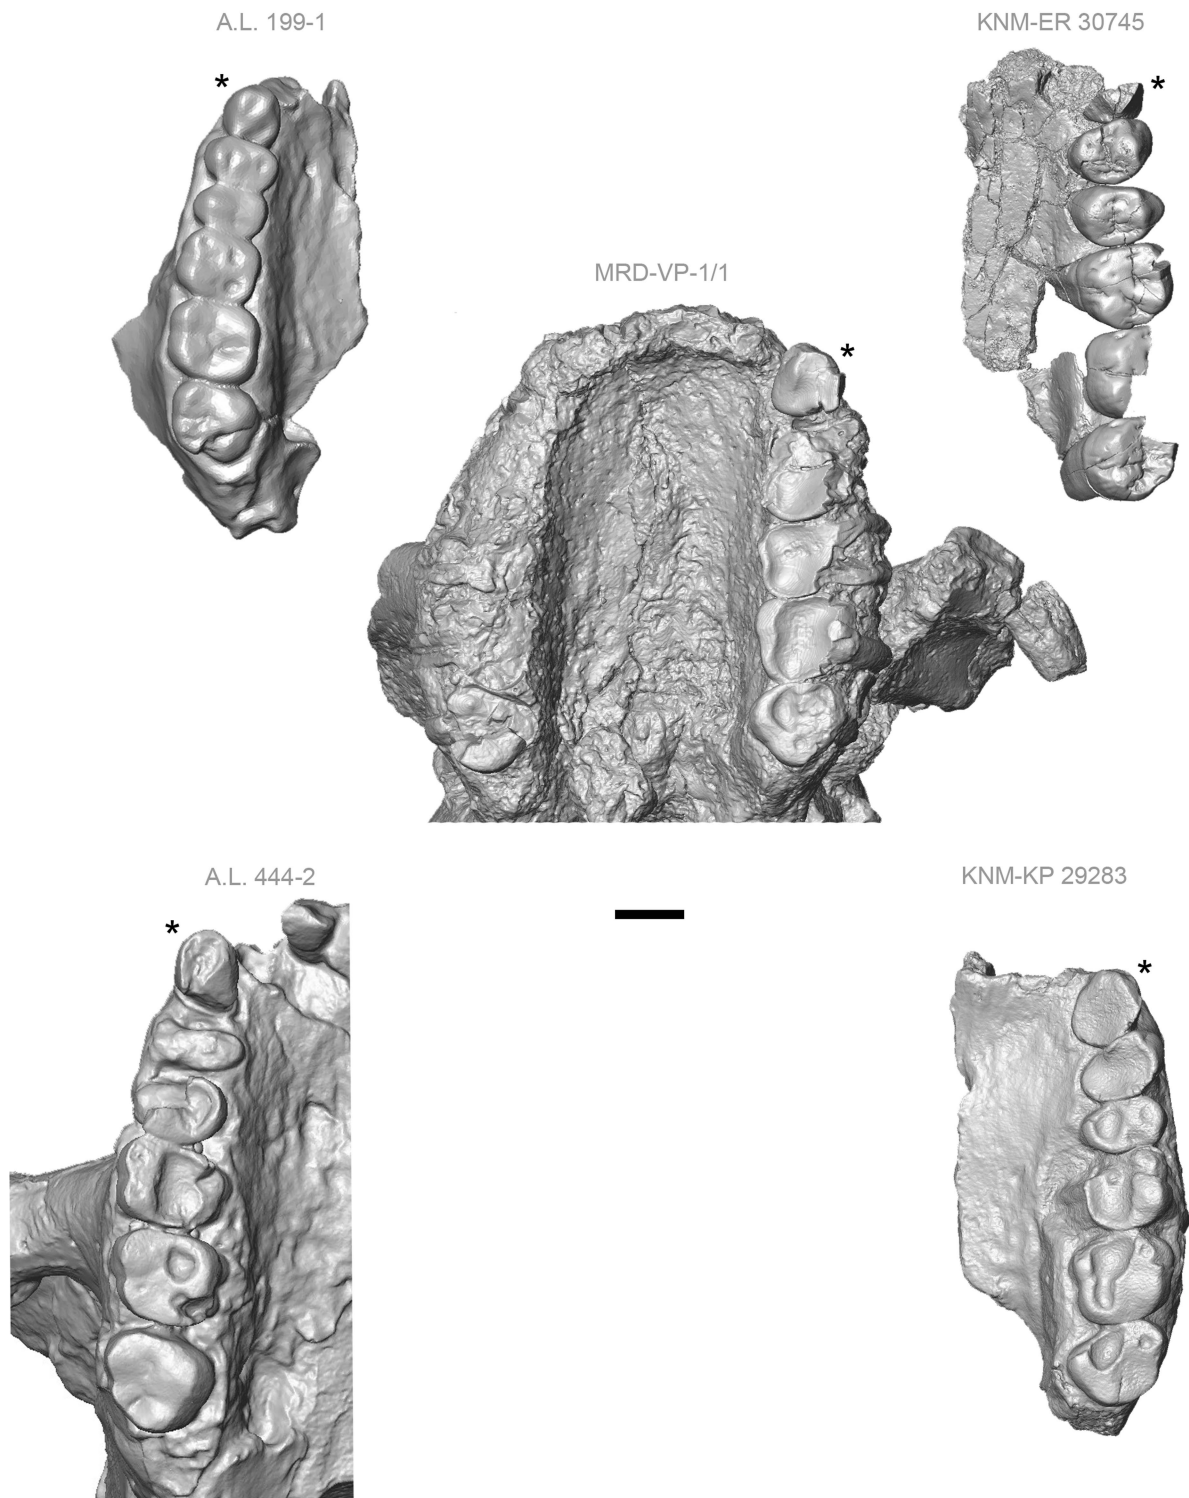 A.L. 199-1
KNM-ER 30745
*
*
MRD-VP-1/1
*
A.L. 444-2
KNM-KP 29283
*
*